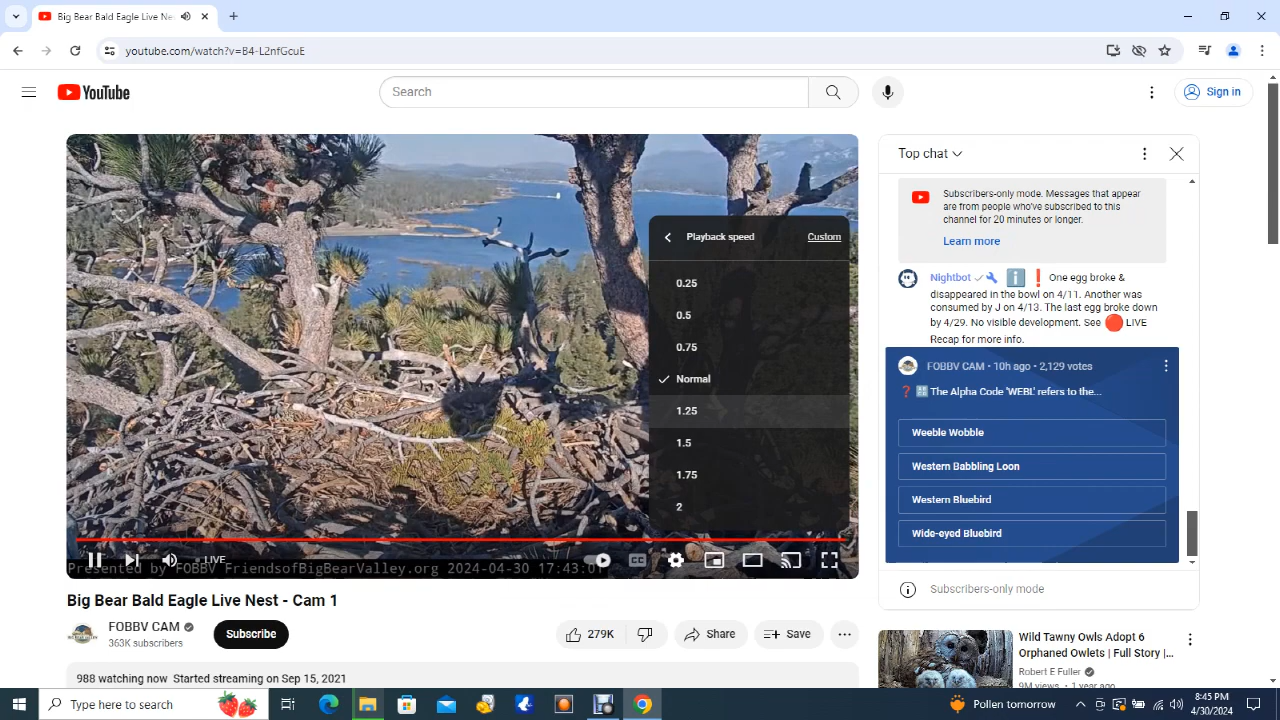 Big Bear Bald Eagle Live Ne
youtube.com/watch?v=B4-L2nfGcuE
YouTube
Search
Sign in
Top chat
Subscribers-only mode. Messages that appear
are from people who've subscribed to this
channel for 20 minutes or longer.
Learn more
Nightbot One egg broke &
disappeared in the bowl on 4/11. Another was
consumed by J on 4/13. The last egg broke down
by 4/29. No visible development. See LIVE
Recap for more info.
FOBBV CAM • 10h ago • 2,129 votes
The Alpha Code 'WEBL' refers to the...
Weeble Wobble
Western Babbling Loon
Western Bluebird
Wide-eyed Bluebird
Subscribers-only mode
Playback speed
Custom
0.25
0.5
0.75
Normal
1.25
1.5
1.75
2
LIVE
CC
Presented by FOBBV FriendsofBigBearValley.org 2024-04-30 17:43:01
Big Bear Bald Eagle Live Nest - Cam 1
FOBBV CAM
363K subscribers
Subscribe
279K
Share
Save
988 watching now Started streaming on Sep 15, 2021
Wild Tawny Owls Adopt 6
Orphaned Owlets | Full Story |...
Robert E Fuller
9M views • 1 year ago
Type here to search
Pollen tomorrow
8:45 PM
4/30/2024